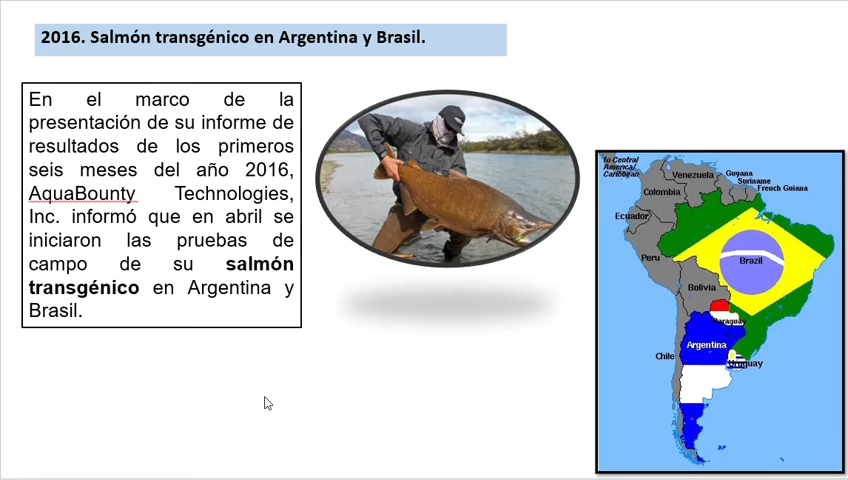 2016. Salmón transgénico en Argentina y Brasil.
En el marco de la
presentación de su informe de
resultados de los primeros
seis meses del año 2016,
AquaBounty Technologies,
Inc. informó que en abril se
iniciaron las pruebas de
campo de su salmón
transgénico en Argentina y
Brasil.
to Central
America/
Caribbean
Venezuela
Guyana
Suriname
French Guiana
Colombia
Ecuador
Peru
Brazil
Bolivia
Paraguay
Argentina
Chile
Uruguay